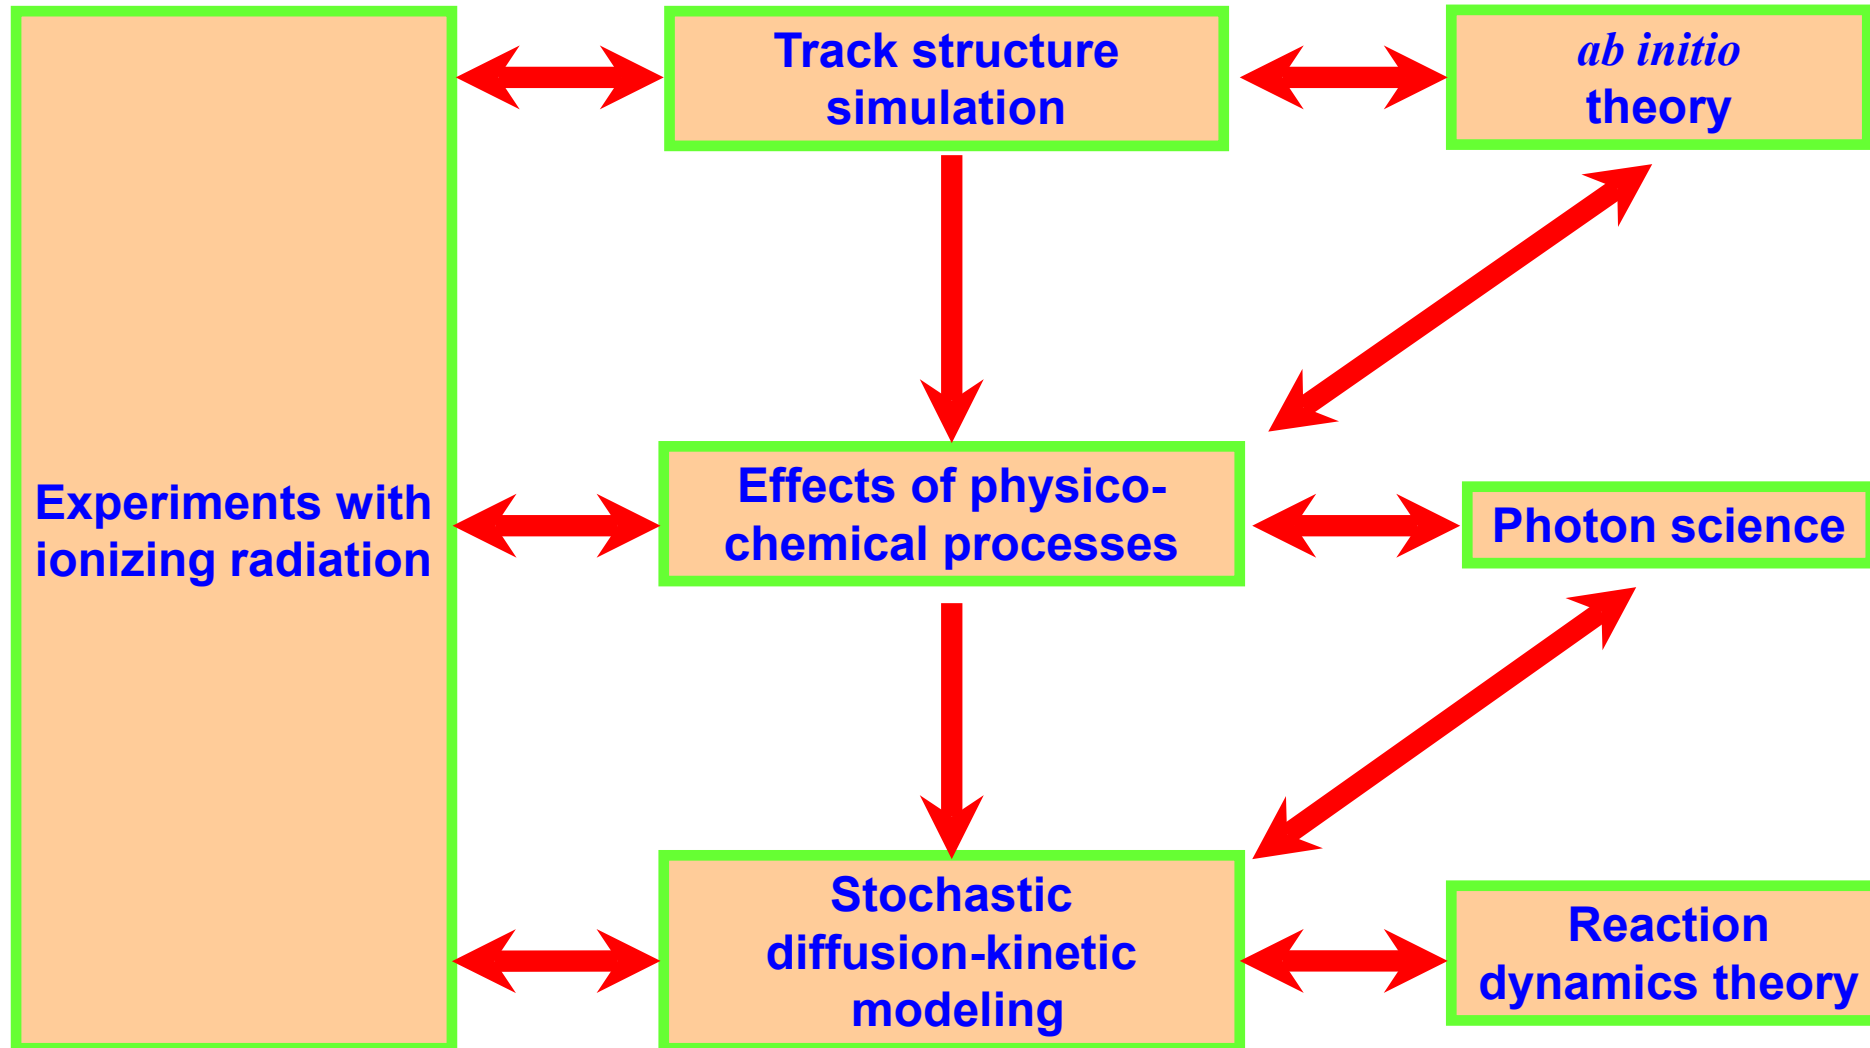 Experiments with
ionizing radiation
Track structure
simulation
ab initio
theory
Effects of physico-
chemical processes
Photon science
Stochastic
diffusion-kinetic
modeling
Reaction
dynamics theory